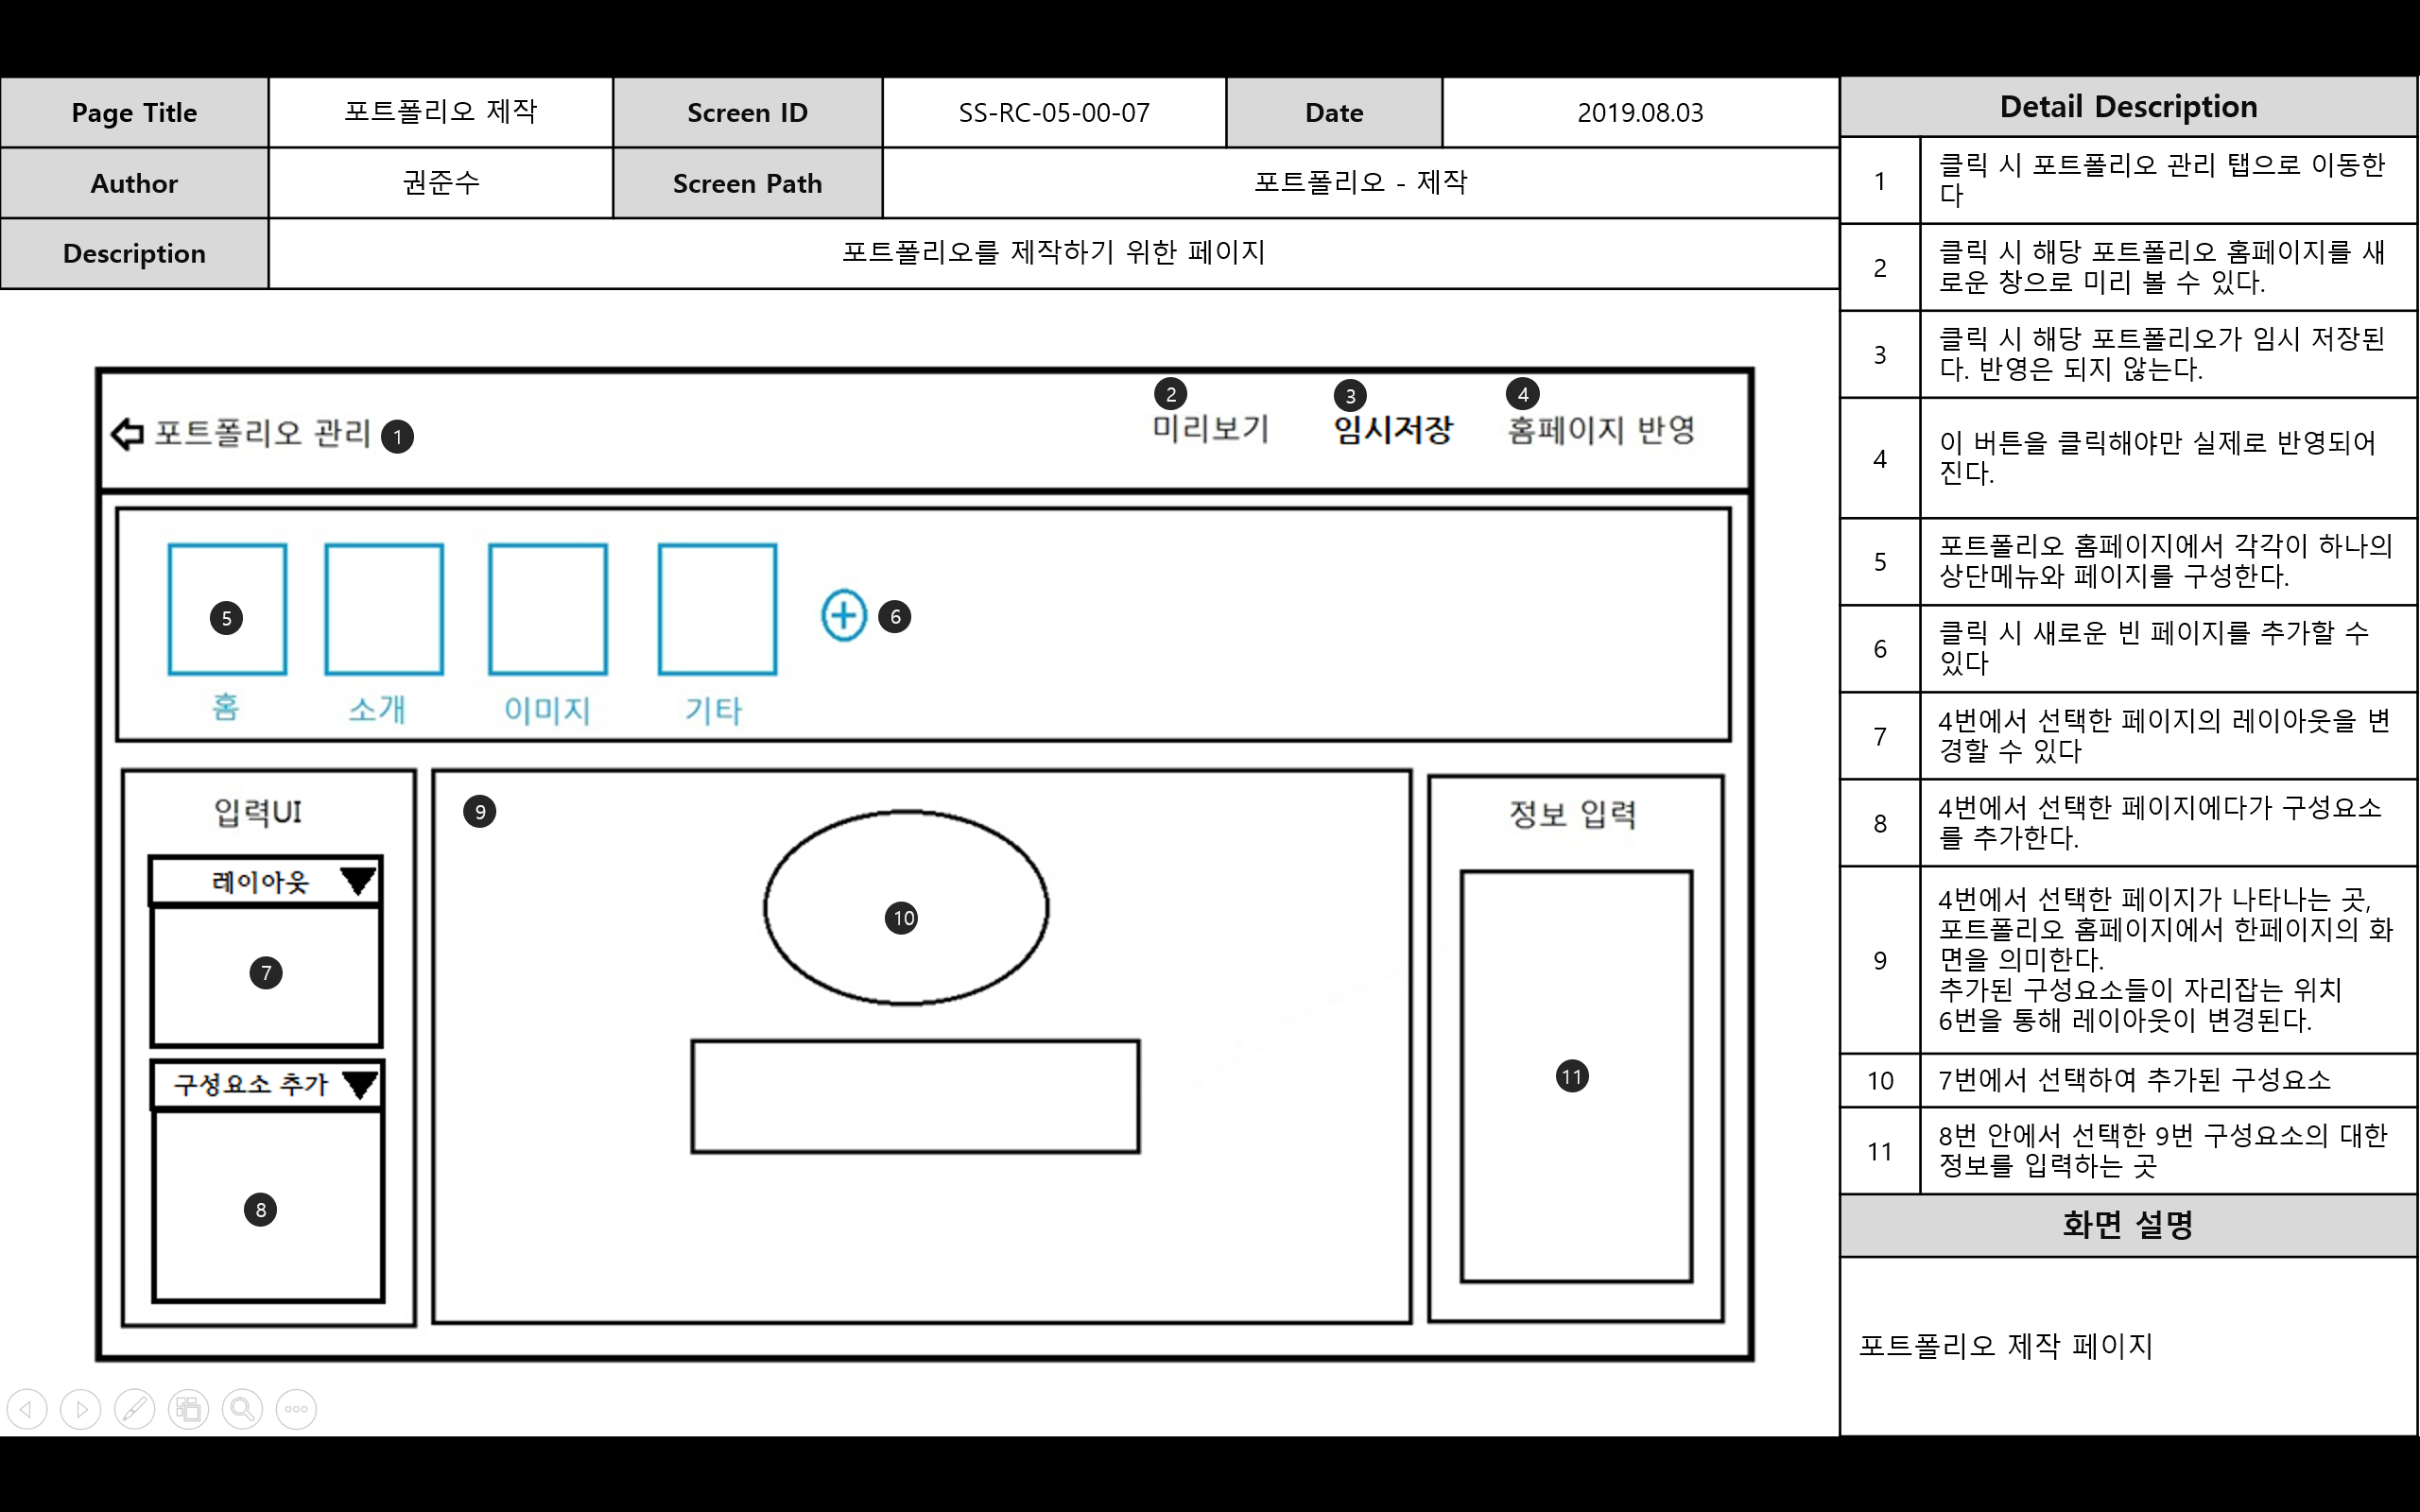 Page Title 포트폴리오 제작 Screen ID SS-RC-05-00-07 Date 2019.08.03
Author 권준수 Screen Path 포트폴리오 - 제작
Description 포트폴리오를 제작하기 위한 페이지
포트폴리오 관리 1
2 3 4
미리보기 임시저장 홈페이지 반영
5 6
홈 소개 이미지 기타
입력UI
레이아웃
7
구성요소 추가
8
9
10
정보 입력
11
Detail Description
1 클릭 시 포트폴리오 관리 탭으로 이동한
다
2 클릭 시 해당 포트폴리오 홈페이지를 새
로운 창으로 미리 볼 수 있다.
3 클릭 시 해당 포트폴리오가 임시 저장된
다. 반영은 되지 않는다.
4 이 버튼을 클릭해야만 실제로 반영되어
진다.
5 포트폴리오 홈페이지에서 각각이 하나의
상단메뉴와 페이지를 구성한다.
6 클릭 시 새로운 빈 페이지를 추가할 수
있다
7 4번에서 선택한 페이지의 레이아웃을 변
경할 수 있다
8 4번에서 선택한 페이지에다가 구성요소
를 추가한다.
9 4번에서 선택한 페이지가 나타나는 곳,
포트폴리오 홈페이지에서 한페이지의 화
면을 의미한다.
추가된 구성요소들이 자리잡는 위치
6번을 통해 레이아웃이 변경된다.
10 7번에서 선택하여 추가된 구성요소
11 8번 안에서 선택한 9번 구성요소의 대한
정보를 입력하는 곳
화면 설명
포트폴리오 제작 페이지